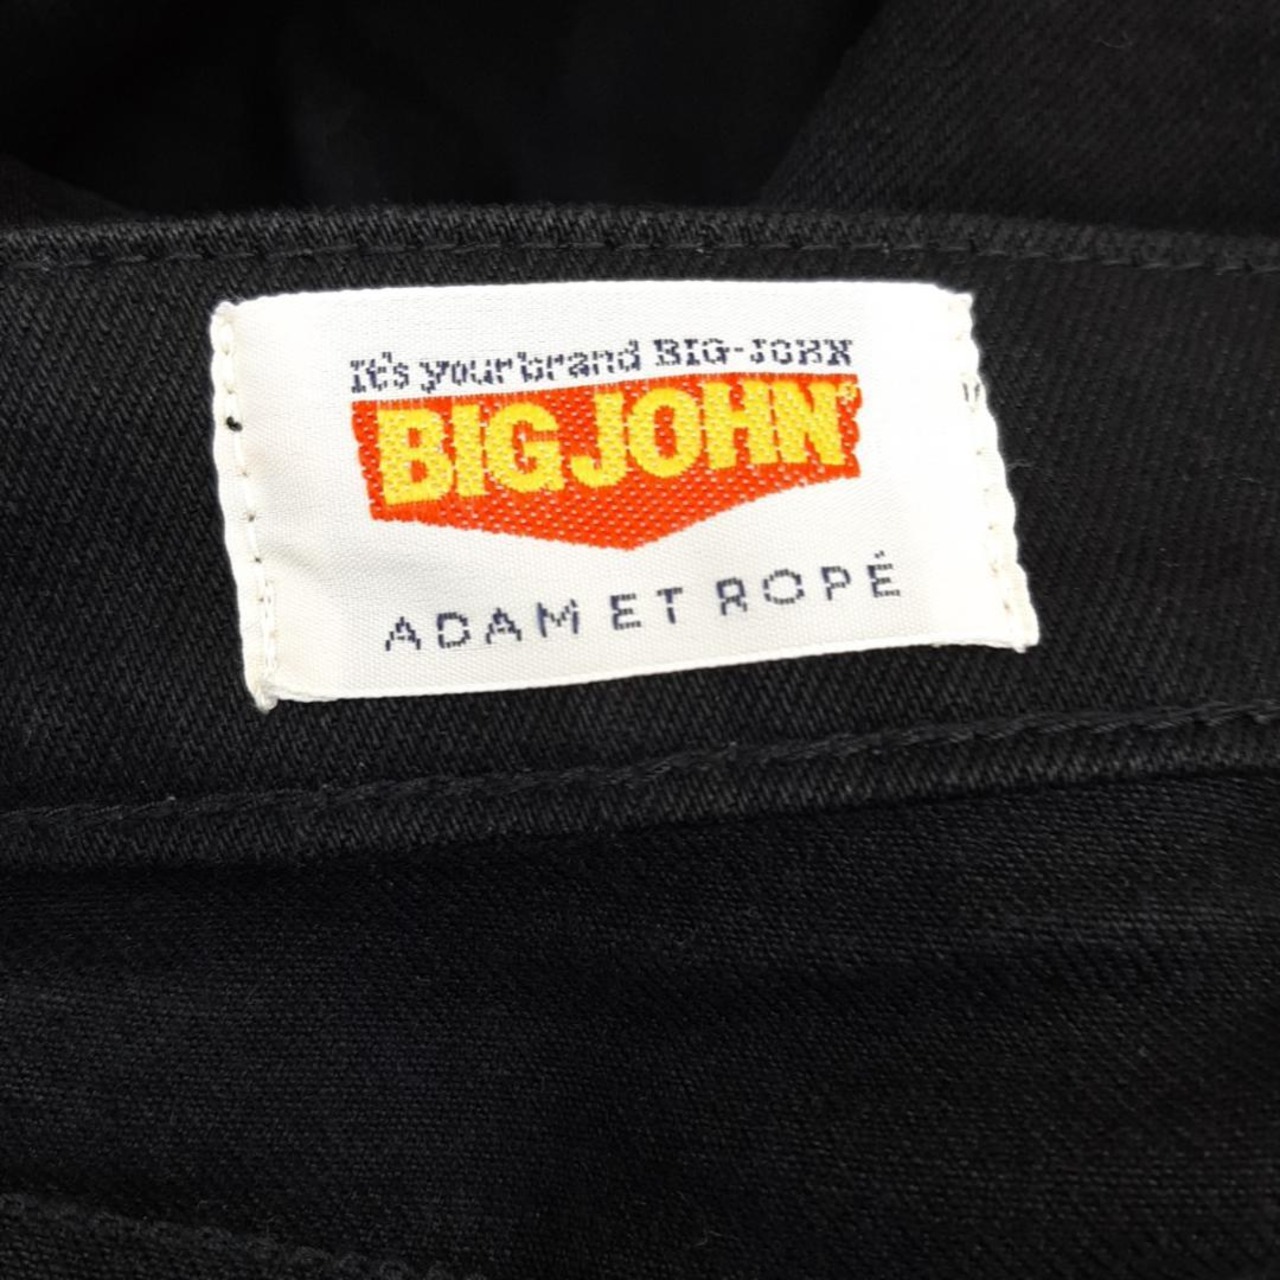 It's your brand BIG-JOHN
BIG JOHN®
ADAM ET ROPÉ